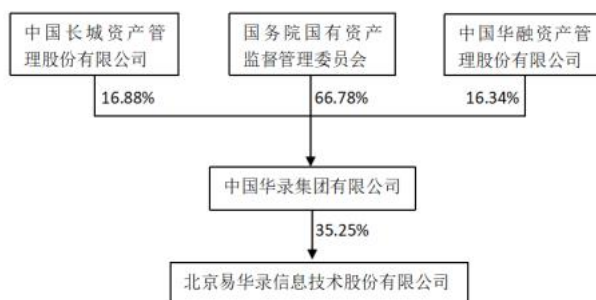 中国长城资产管
理股份有限公司
国务院国有资产
监督管理委员会
中国华融资产管
理股份有限公司
16.88%
66.78%
16.34%
中国华录集团有限公司
35.25%
北京易华录信息技术股份有限公司